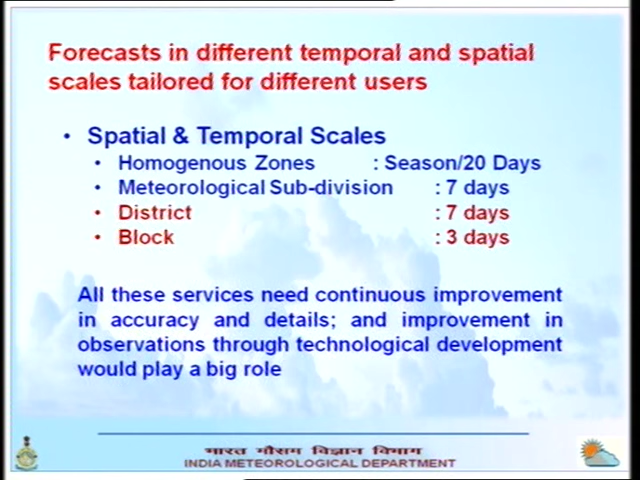 Forecasts in different temporal and spatial
scales tailored for different users
• Spatial & Temporal Scales
• Homogenous Zones : Season/20 Days
• Meteorological Sub-division : 7 days
• District : 7 days
• Block : 3 days
All these services need continuous improvement
in accuracy and details; and improvement in
observations through technological development
would play a big role
भारत मौसम विज्ञान विभाग
INDIA METEOROLOGICAL DEPARTMENT